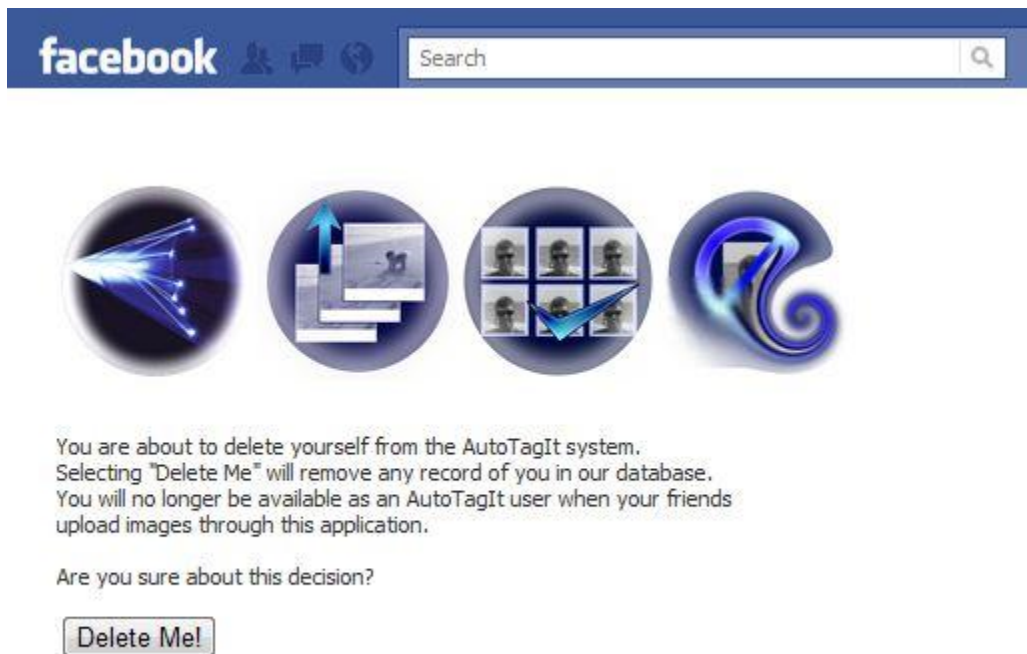 facebook Search
You are about to delete yourself from the AutoTagIt system.
Selecting "Delete Me" will remove any record of you in our database.
You will no longer be available as an AutoTagIt user when your friends
upload images through this application.
Are you sure about this decision?
Delete Me!